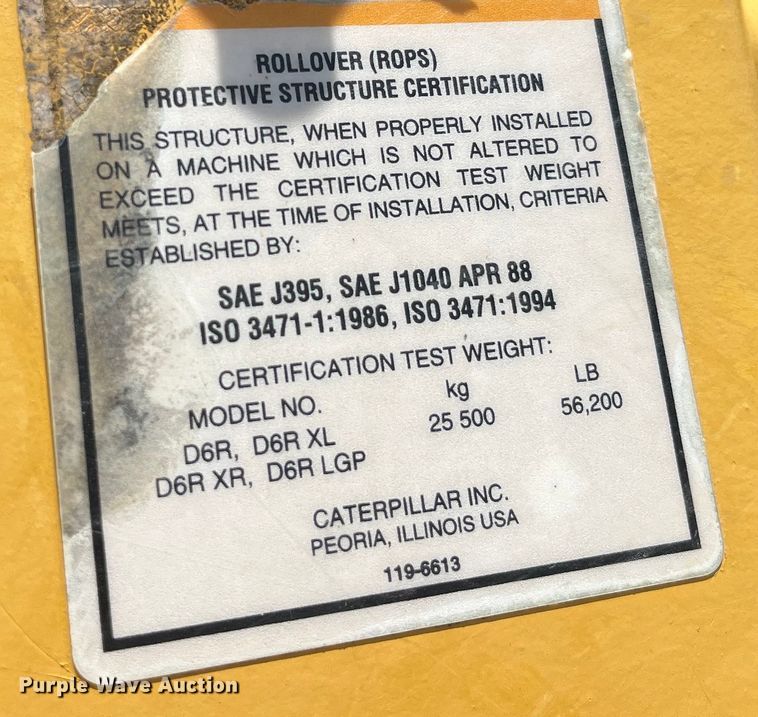 ROLLOVER (ROPS)
PROTECTIVE STRUCTURE CERTIFICATION
THIS STRUCTURE, WHEN PROPERLY INSTALLED
ON A MACHINE WHICH IS NOT ALTERED TO
EXCEED THE CERTIFICATION TEST WEIGHT
MEETS, AT THE TIME OF INSTALLATION, CRITERIA
ESTABLISHED BY:
SAE J395, SAE J1040 APR 88
ISO 3471-1:1986, ISO 3471:1994
CERTIFICATION TEST WEIGHT:
MODEL NO. kg LB
D6R, D6R XL 25 500 56,200
D6R XR, D6R LGP
CATERPILLAR INC.
PEORIA, ILLINOIS USA
119-6613
Purple Wave Auction